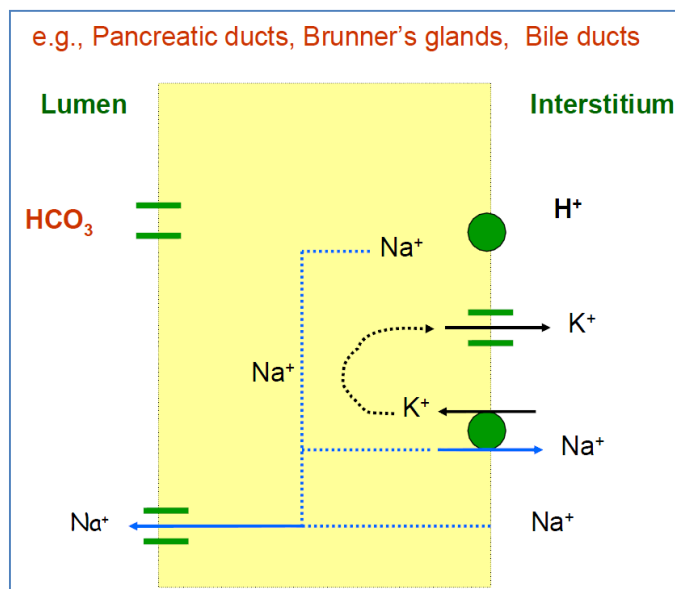 e.g., Pancreatic ducts, Brunner's glands, Bile ducts
Lumen
Interstitium
HCO₃
H⁺
Na⁺
K⁺
Na⁺
K⁺
Na⁺
Na⁺
Na⁺